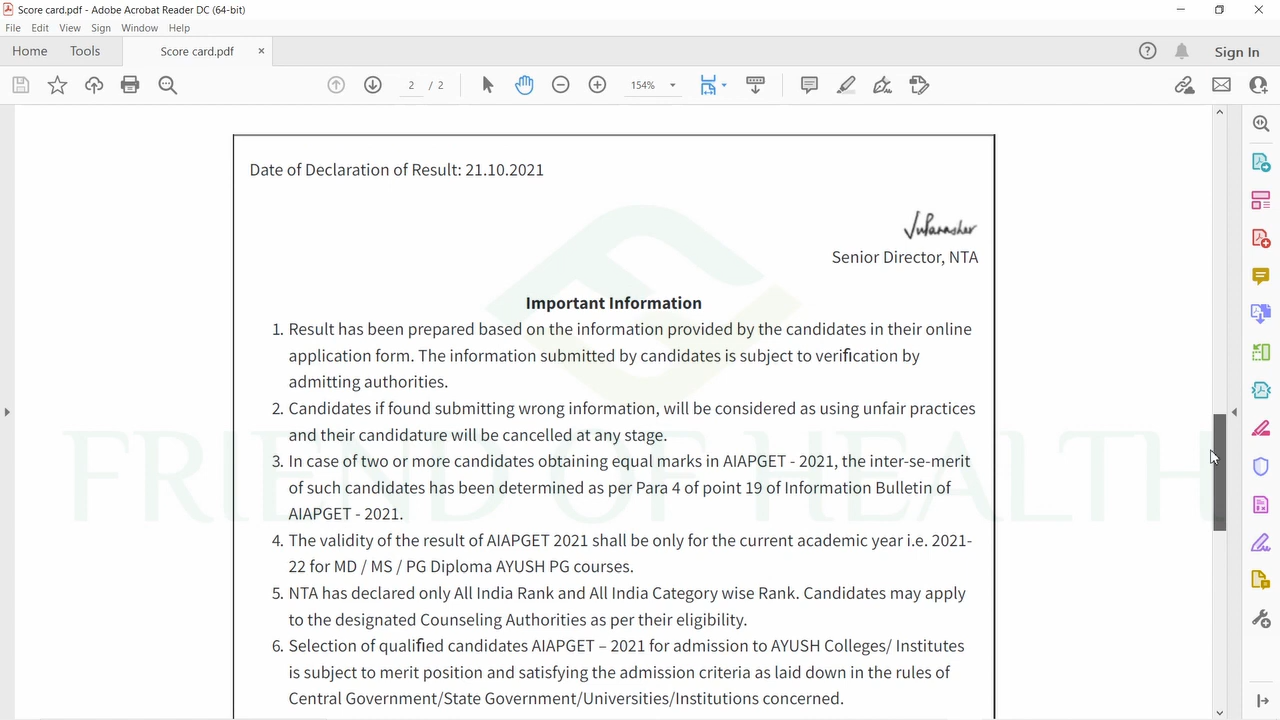 Score card.pdf - Adobe Acrobat Reader DC (64-bit)
File Edit View Sign Window Help
Home Tools Score card.pdf × Sign In
2 / 2 154%
Date of Declaration of Result: 21.10.2021
Senior Director, NTA
Important Information
1. Result has been prepared based on the information provided by the candidates in their online
application form. The information submitted by candidates is subject to verification by
admitting authorities.
2. Candidates if found submitting wrong information, will be considered as using unfair practices
and their candidature will be cancelled at any stage.
FRIEND OF HEALTH
3. In case of two or more candidates obtaining equal marks in AIAPGET - 2021, the inter-se-merit
of such candidates has been determined as per Para 4 of point 19 of Information Bulletin of
AIAPGET - 2021.
4. The validity of the result of AIAPGET 2021 shall be only for the current academic year i.e. 2021-
22 for MD / MS / PG Diploma AYUSH PG courses.
5. NTA has declared only All India Rank and All India Category wise Rank. Candidates may apply
to the designated Counseling Authorities as per their eligibility.
6. Selection of qualified candidates AIAPGET – 2021 for admission to AYUSH Colleges/ Institutes
is subject to merit position and satisfying the admission criteria as laid down in the rules of
Central Government/State Government/Universities/Institutions concerned.